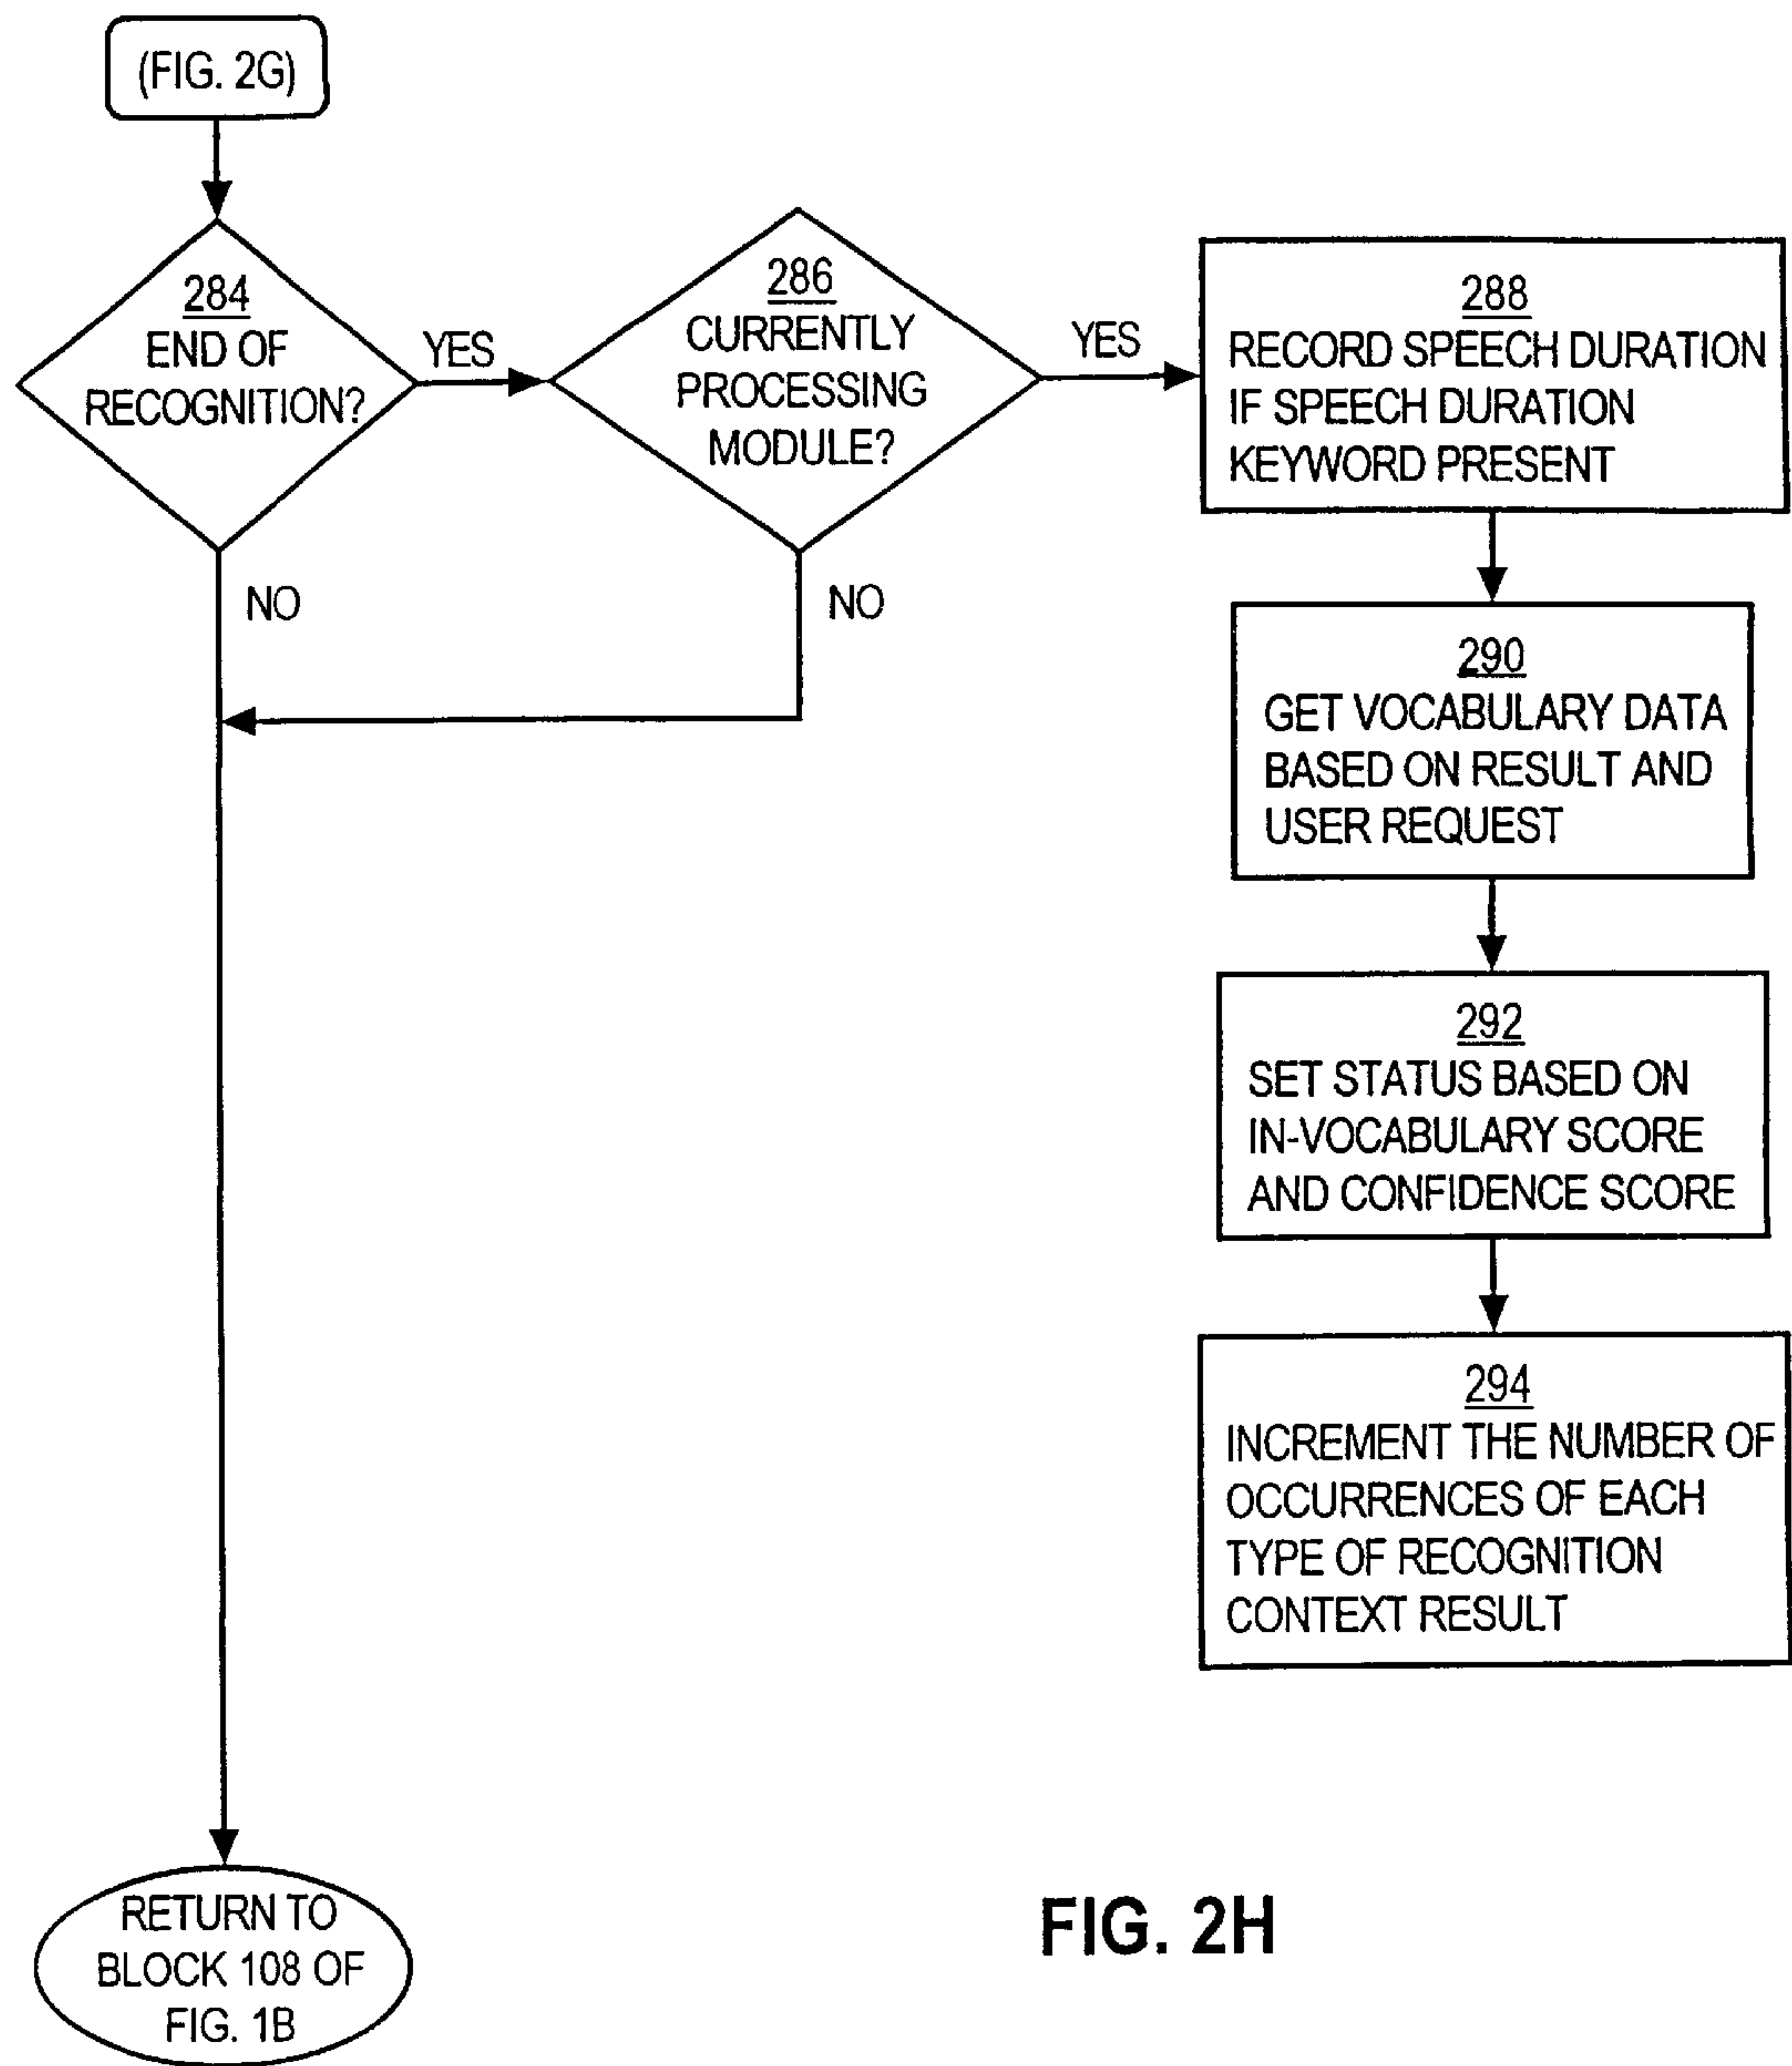 (FIG. 2G)
284
END OF
RECOGNITION?
YES
NO
286
CURRENTLY
PROCESSING
MODULE?
YES
NO
288
RECORD SPEECH DURATION
IF SPEECH DURATION
KEYWORD PRESENT
290
GET VOCABULARY DATA
BASED ON RESULT AND
USER REQUEST
292
SET STATUS BASED ON
IN-VOCABULARY SCORE
AND CONFIDENCE SCORE
294
INCREMENT THE NUMBER OF
OCCURRENCES OF EACH
TYPE OF RECOGNITION
CONTEXT RESULT
RETURN TO
BLOCK 108 OF
FIG. 1B
FIG. 2H